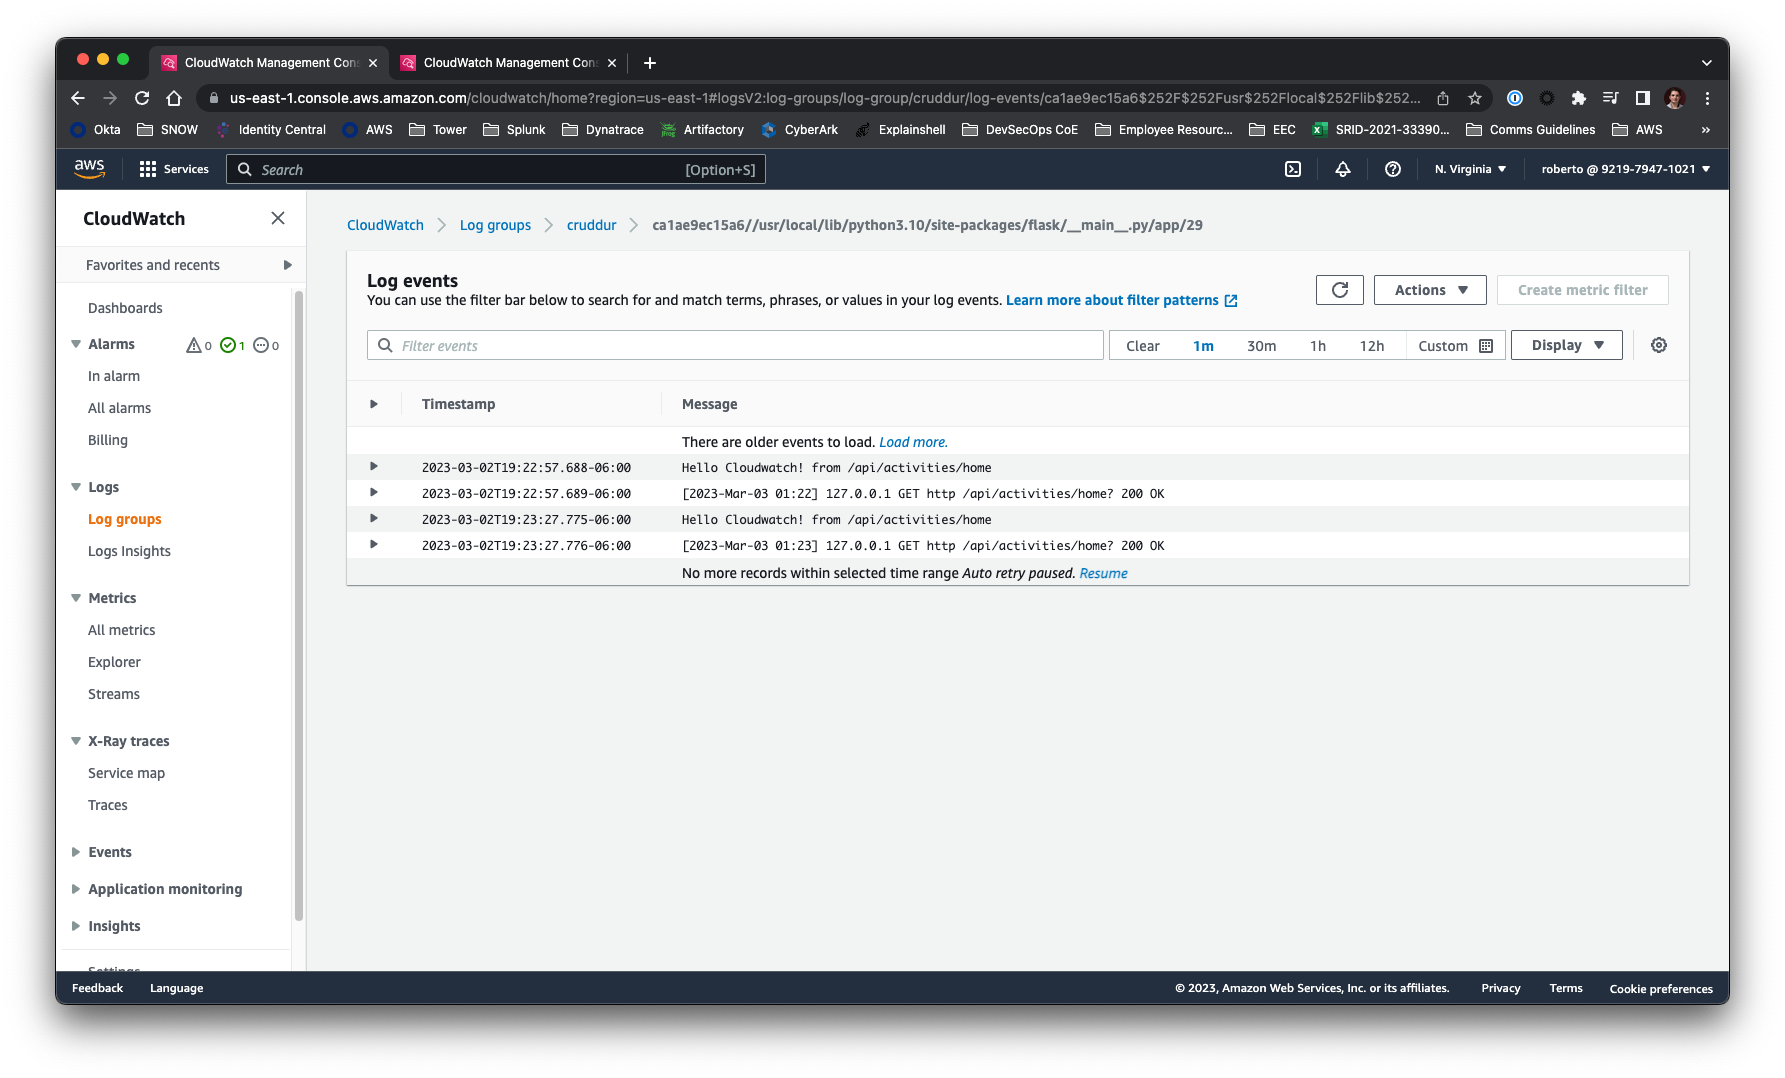 CloudWatch Management Con
CloudWatch Management Con
us-east-1.console.aws.amazon.com/cloudwatch/home?region=us-east-1#logsV2:log-groups/log-group/cruddur/log-events/ca1ae9ec15a6$252F$252Fusr$252Flocal$252Flib$252...
Okta SNOW Identity Central AWS Tower Splunk Dynatrace Artifactory CyberArk Explainshell DevSecOps CoE Employee Resourc... EEC SRID-2021-33390... Comms Guidelines AWS »
aws Services Search [Option+S] N. Virginia roberto @ 9219-7947-1021
CloudWatch
Favorites and recents
Dashboards
Alarms 0 1 0
In alarm
All alarms
Billing
Logs
Log groups
Logs Insights
Metrics
All metrics
Explorer
Streams
X-Ray traces
Service map
Traces
Events
Application monitoring
Insights
Settings
CloudWatch Log groups cruddur ca1ae9ec15a6//usr/local/lib/python3.10/site-packages/flask/__main__.py/app/29
Log events
You can use the filter bar below to search for and match terms, phrases, or values in your log events. Learn more about filter patterns
Actions Create metric filter
Filter events Clear 1m 30m 1h 12h Custom Display
Timestamp Message
There are older events to load. Load more.
2023-03-02T19:22:57.688-06:00 Hello Cloudwatch! from /api/activities/home
2023-03-02T19:22:57.689-06:00 [2023-Mar-03 01:22] 127.0.0.1 GET http /api/activities/home? 200 OK
2023-03-02T19:23:27.775-06:00 Hello Cloudwatch! from /api/activities/home
2023-03-02T19:23:27.776-06:00 [2023-Mar-03 01:23] 127.0.0.1 GET http /api/activities/home? 200 OK
No more records within selected time range Auto retry paused. Resume
Feedback Language © 2023, Amazon Web Services, Inc. or its affiliates. Privacy Terms Cookie preferences